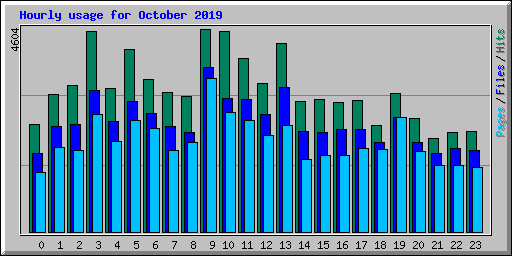 Hourly usage for October 2019
4604
Pages / Files / Hits
0 1 2 3 4 5 6 7 8 9 10 11 12 13 14 15 16 17 18 19 20 21 22 23